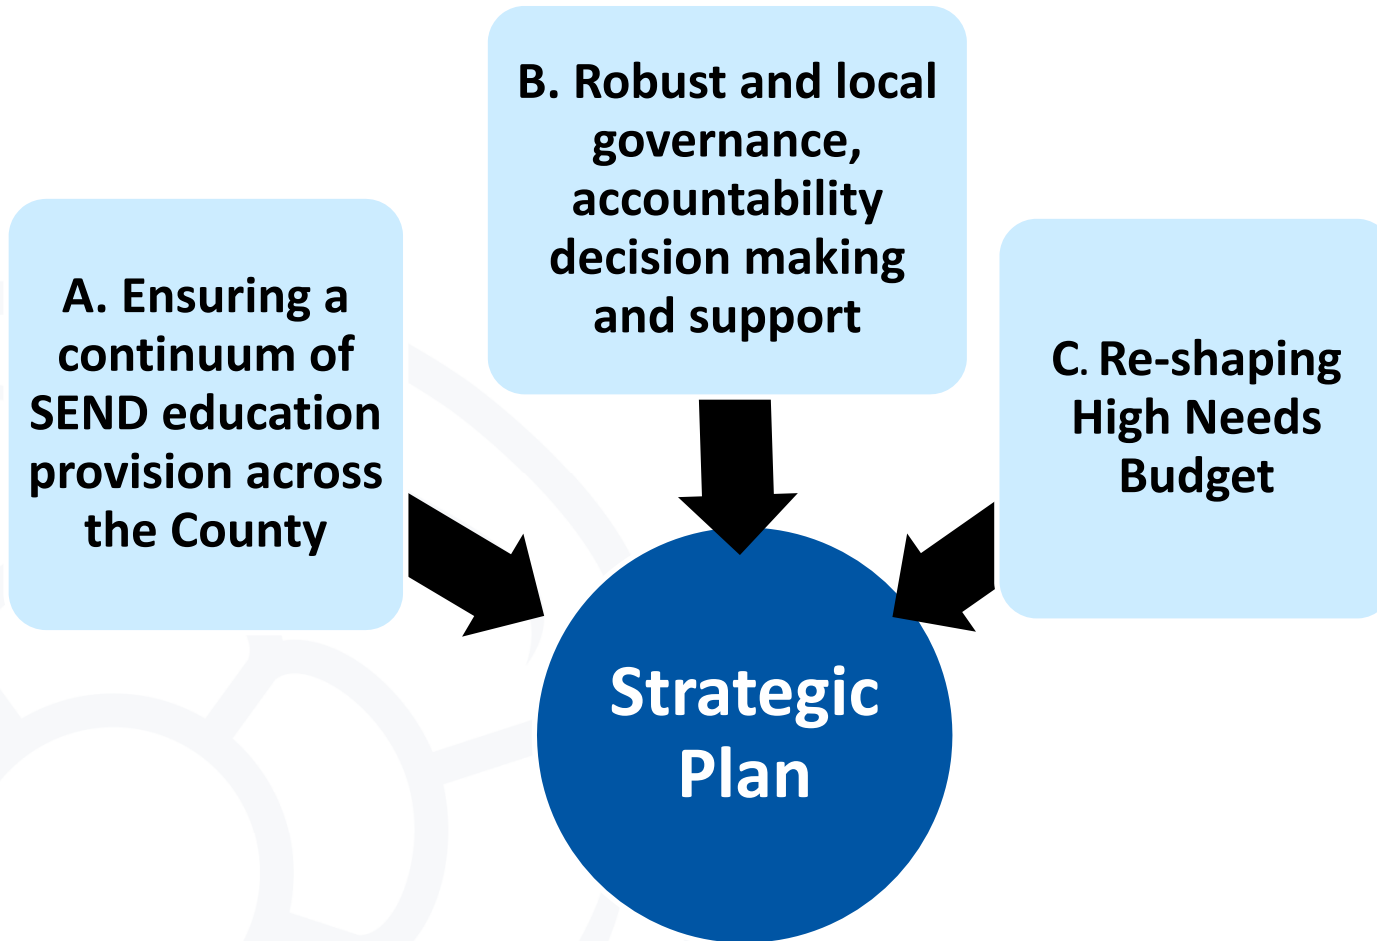 A. Ensuring a
continuum of
SEND education
provision across
the County
B. Robust and local
governance,
accountability
decision making
and support
C. Re-shaping
High Needs
Budget
Strategic
Plan